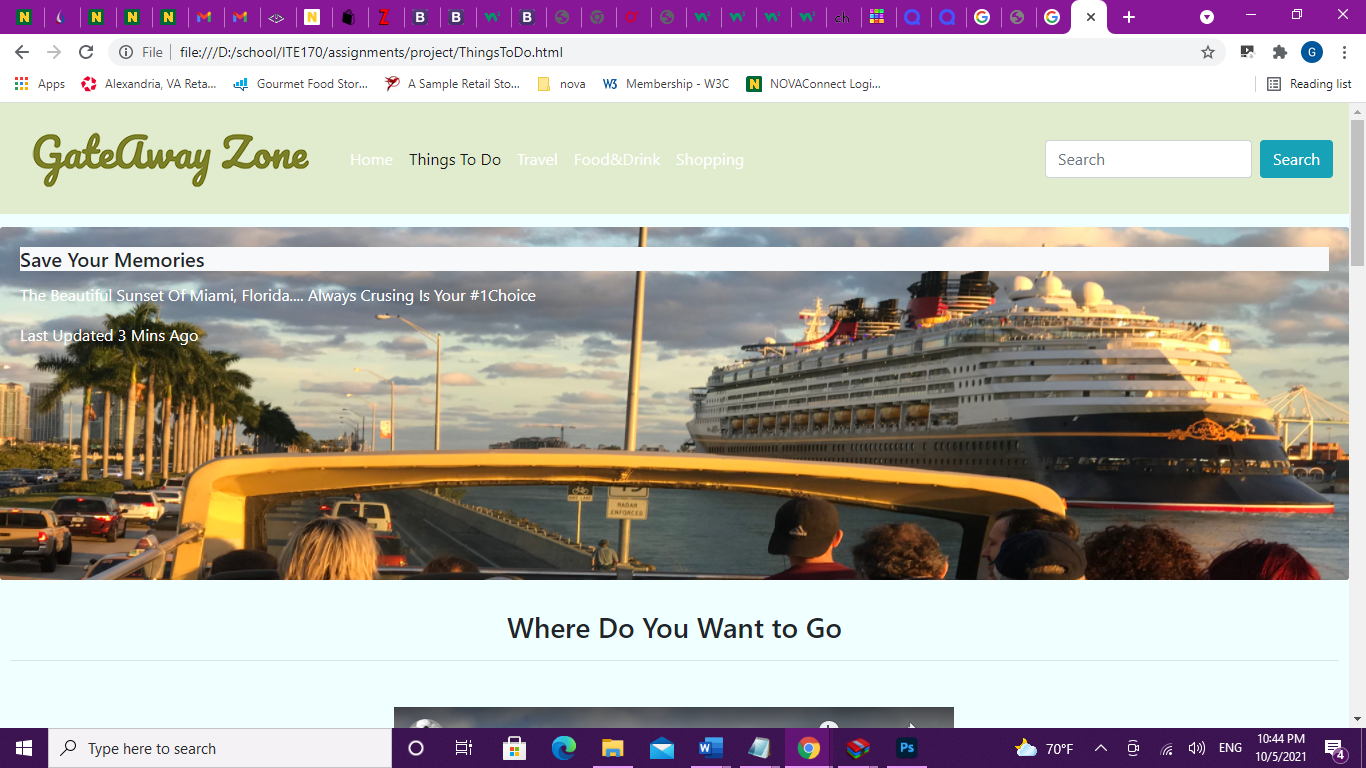 File
file:///D:/school/ITE170/assignments/project/ThingsToDo.html
G
Apps
Alexandria, VA Reta...
Gourmet Food Stor...
A Sample Retail Sto...
nova
Membership - W3C
NOVAConnect Logi...
Reading list
GateAway Zone
Home
Things To Do
Travel
Food&Drink
Shopping
Search
Search
Save Your Memories
The Beautiful Sunset Of Miami, Florida.... Always Crusing Is Your #1Choice
Last Updated 3 Mins Ago
RADAR
ENFORCED
Where Do You Want to Go
Type here to search
70°F
ENG
10:44 PM
10/5/2021
4